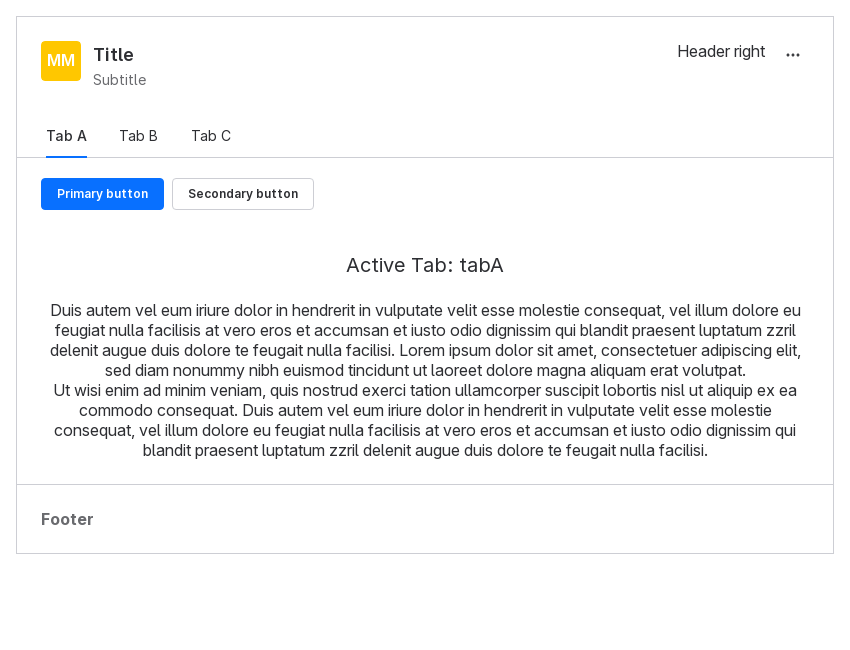 MM
Title
Subtitle
Header right
Tab A
Tab B
Tab C
Primary button
Secondary button
Active Tab: tabA
Duis autem vel eum iriure dolor in hendrerit in vulputate velit esse molestie consequat, vel illum dolore eu
feugiat nulla facilisis at vero eros et accumsan et iusto odio dignissim qui blandit praesent luptatum zzril
delenit augue duis dolore te feugait nulla facilisi. Lorem ipsum dolor sit amet, consectetuer adipiscing elit,
sed diam nonummy nibh euismod tincidunt ut laoreet dolore magna aliquam erat volutpat.
Ut wisi enim ad minim veniam, quis nostrud exerci tation ullamcorper suscipit lobortis nisl ut aliquip ex ea
commodo consequat. Duis autem vel eum iriure dolor in hendrerit in vulputate velit esse molestie
consequat, vel illum dolore eu feugiat nulla facilisis at vero eros et accumsan et iusto odio dignissim qui
blandit praesent luptatum zzril delenit augue duis dolore te feugait nulla facilisi.
Footer